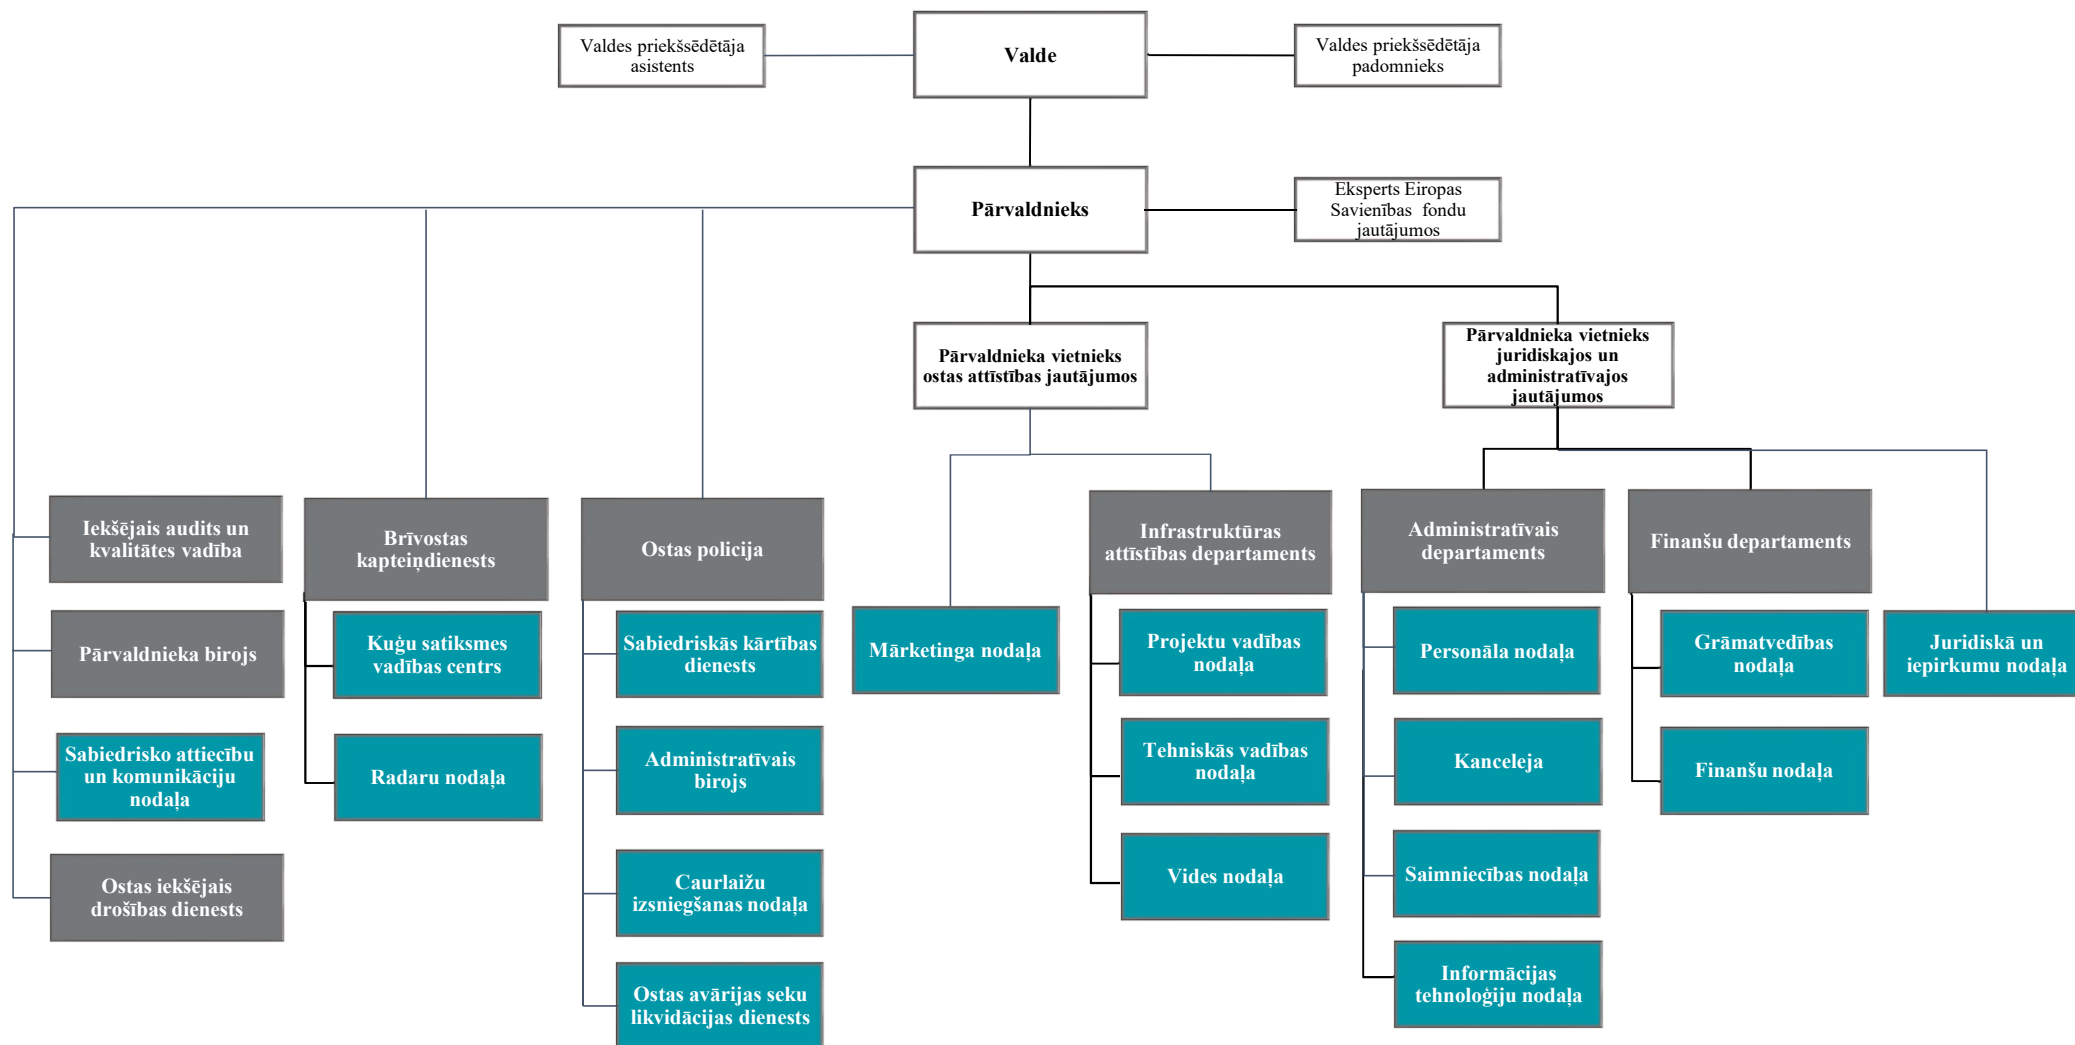 Valdes priekšsēdētāja
asistents
Valde
Valdes priekšsēdētāja
padomnieks
Pārvaldnieks
Eksperts Eiropas
Savienības fondu
jautājumos
Pārvaldnieka vietnieks
ostas attīstības jautājumos
Pārvaldnieka vietnieks
juridiskajos un
administratīvajos
jautājumos
Iekšējais audits un
kvalitātes vadība
Pārvaldnieka birojs
Sabiedrisko attiecību
un komunikāciju
nodaļa
Ostas iekšējais
drošības dienests
Brīvostas
kapteiņdienests
Kuģu satiksmes
vadības centrs
Radaru nodaļa
Ostas policija
Sabiedriskās kārtības
dienests
Administratīvais
birojs
Caurlaižu
izsniegšanas nodaļa
Ostas avārijas seku
likvidācijas dienests
Mārketinga nodaļa
Infrastruktūras
attīstības departaments
Projektu vadības
nodaļa
Tehniskās vadības
nodaļa
Vides nodaļa
Administratīvais
departaments
Personāla nodaļa
Kanceleja
Saimniecības nodaļa
Informācijas
tehnoloģiju nodaļa
Finanšu departaments
Grāmatvedības
nodaļa
Finanšu nodaļa
Juridiskā un
iepirkumu nodaļa